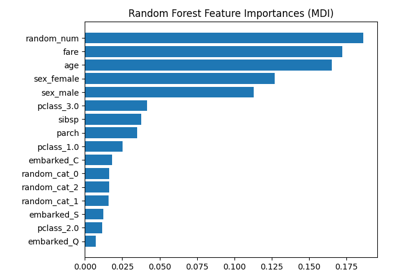 Random Forest Feature Importances (MDI)
random_num
fare
age
sex_female
sex_male
pclass_3.0
sibsp
parch
pclass_1.0
embarked_C
random_cat_0
random_cat_2
random_cat_1
embarked_S
pclass_2.0
embarked_Q
0.000 0.025 0.050 0.075 0.100 0.125 0.150 0.175